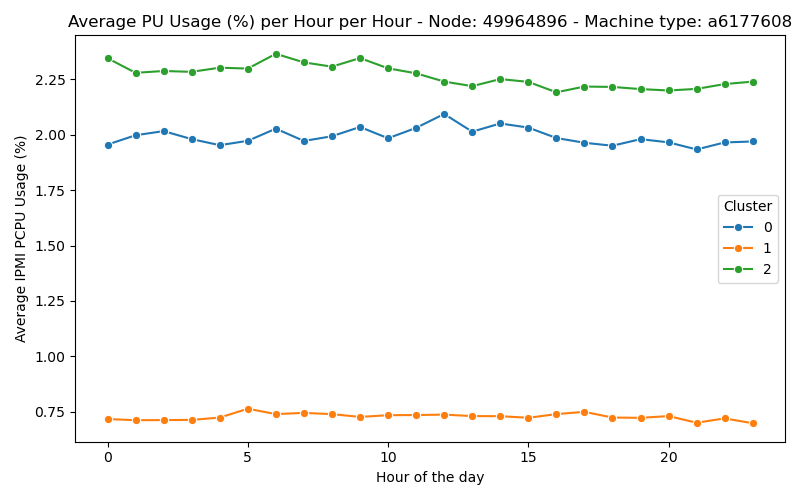 Average PU Usage (%) per Hour per Hour - Node: 49964896 - Machine type: a6177608
Average IPMI PCPU Usage (%)
2.25
2.00
1.75
1.50
1.25
1.00
0.75
Cluster
0
1
2
0 5 10 15 20
Hour of the day